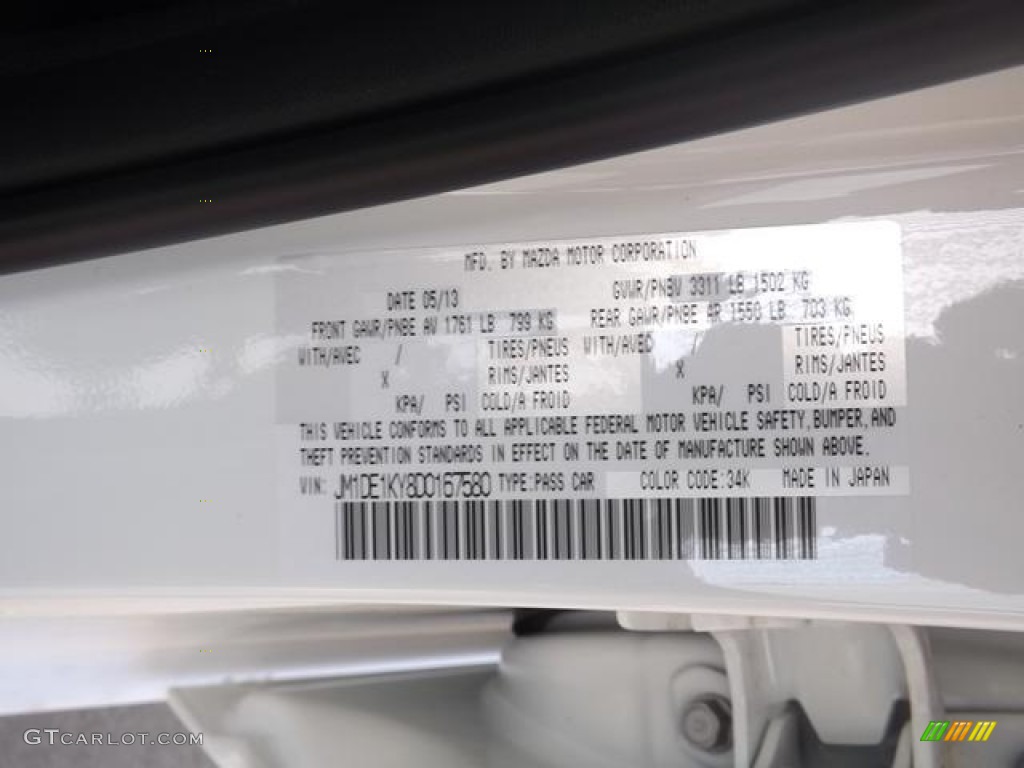 MFD. BY MAZDA MOTOR CORPORATION
DATE 05/13 GVWR/PNBV 3311 LB 1502 KG
FRONT GAWR/PNBE AV 1761 LB 799 KG REAR GAWR/PNBE AR 1550 LB 703 KG
WITH/AVEC / TIRES/PNEUS WITH/AVEC / TIRES/PNEUS
X RIMS/JANTES X RIMS/JANTES
KPA/ PSI COLD/A FROID KPA/ PSI COLD/A FROID
THIS VEHICLE CONFORMS TO ALL APPLICABLE FEDERAL MOTOR VEHICLE SAFETY, BUMPER, AND
THEFT PREVENTION STANDARDS IN EFFECT ON THE DATE OF MANUFACTURE SHOWN ABOVE.
VIN: JM1DE1KY8D0167580 TYPE:PASS CAR COLOR CODE:34K MADE IN JAPAN
GTCARLOT.COM